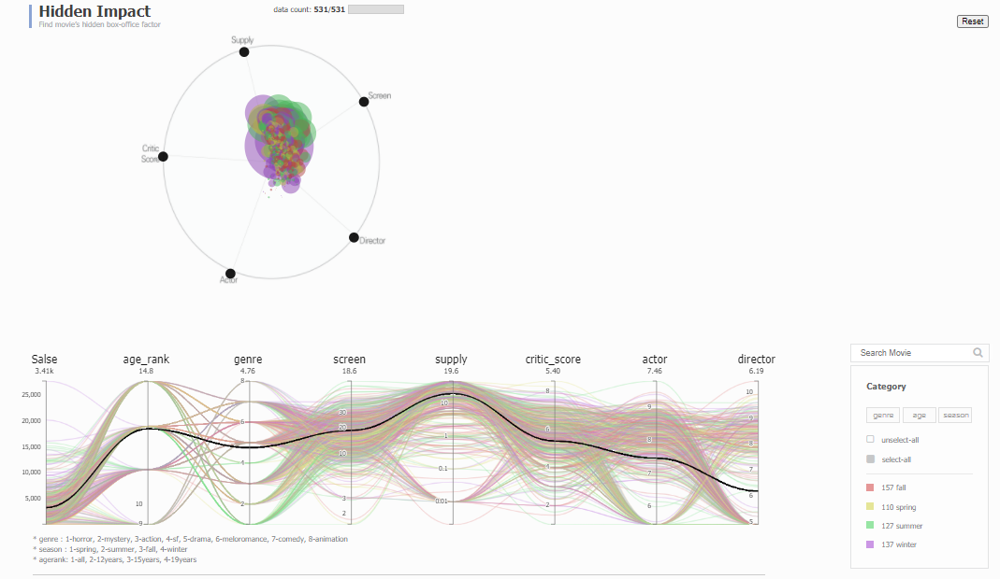 Hidden Impact
Find movie's hidden box-office factor
data count: 531/531
Reset
Supply
Screen
Critic
Score
Director
Actor
Salse age_rank genre screen supply critic_score actor director
3.41k 14.8 4.76 18.6 19.6 5.40 7.46 6.19
25,000
20,000
15,000
10,000
5,000
10
9
8
6
4
2
30
20
10
3
2
10
1
0.1
0.01
8
6
4
2
9
8
7
6
10
9
8
7
6
5
* genre : 1-horror, 2-mystery, 3-action, 4-sf, 5-drama, 6-meloromance, 7-comedy, 8-animation
* season : 1-spring, 2-summer, 3-fall, 4-winter
* agerank: 1-all, 2-12years, 3-15years, 4-19years
Search Movie
Category
genre age season
unselect-all
select-all
157 fall
110 spring
127 summer
137 winter